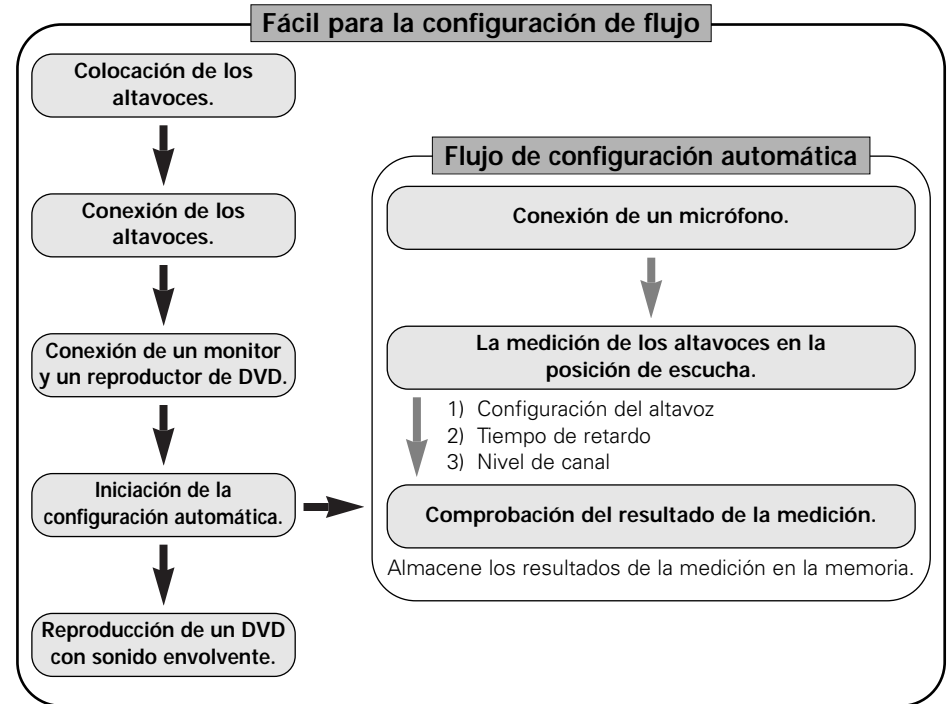 Fácil para la configuración de flujo
Colocación de los
altavoces.
Conexión de los
altavoces.
Conexión de un monitor
y un reproductor de DVD.
Iniciación de la
configuración automática.
Reproducción de un DVD
con sonido envolvente.
Flujo de configuración automática
Conexión de un micrófono.
La medición de los altavoces en la
posición de escucha.
1) Configuración del altavoz
2) Tiempo de retardo
3) Nivel de canal
Comprobación del resultado de la medición.
Almacene los resultados de la medición en la memoria.